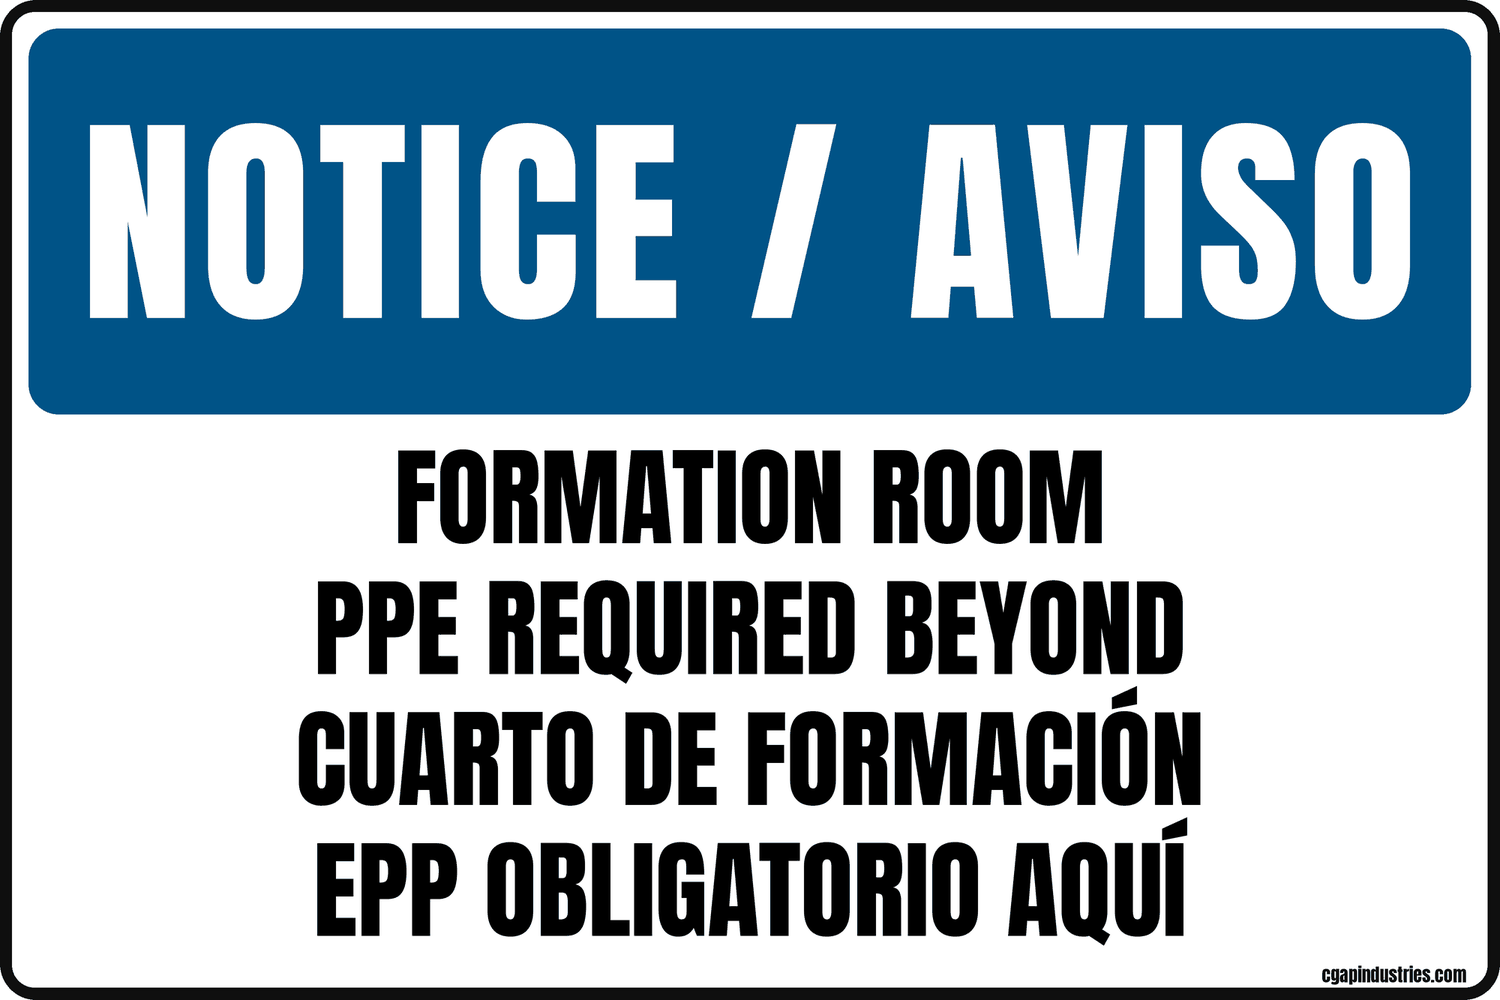 NOTICE / AVISO
FORMATION ROOM
PPE REQUIRED BEYOND
CUARTO DE FORMACIÓN
EPP OBLIGATORIO AQUÍ
cgapindustries.com